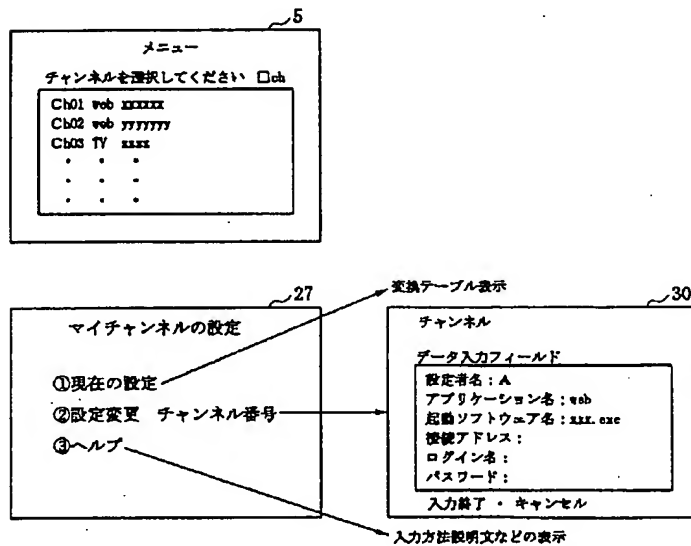 5
メニュー
チャンネルを選択してください □ch
Ch01 web xxxxxx
Ch02 web yyyyyyy
Ch03 TV xxxx
・ ・ ・
・ ・ ・
・ ・ ・
27
マイチャンネルの設定
①現在の設定
②設定変更 チャンネル番号
③ヘルプ
変換テーブル表示
30
チャンネル
データ入力フィールド
設定者名：A
アプリケーション名：web
起動ソフトウェア名：xxx.exe
接続アドレス：
ログイン名：
パスワード：
入力終了 ・ キャンセル
入力方法説明文などの表示